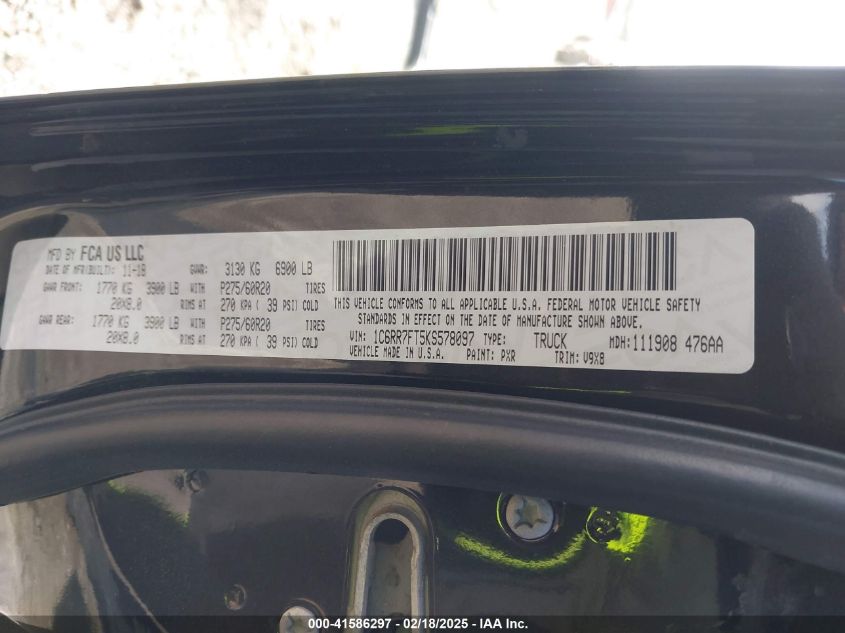 MFD BY FCA US LLC
DATE OF MFR(BUILT): 11-18 GVWR: 3130 KG 6900 LB
GAWR FRONT: 1770 KG 3900 LB WITH P275/60R20 TIRES
20X8.0 RIMS AT 270 KPA ( 39 PSI) COLD
GAWR REAR: 1770 KG 3900 LB WITH P275/60R20 TIRES
20X8.0 RIMS AT 270 KPA ( 39 PSI) COLD
THIS VEHICLE CONFORMS TO ALL APPLICABLE U.S.A. FEDERAL MOTOR VEHICLE SAFETY
STANDARDS IN EFFECT ON THE DATE OF MANUFACTURE SHOWN ABOVE.
VIN: 1C6RR7FT5KS578097 TYPE: TRUCK MDH: 111908 476AA
VEHICLE MADE IN U.S.A. PAINT: PXR TRIM: V9X8
000-41586297 - 02/18/2025 - IAA Inc.